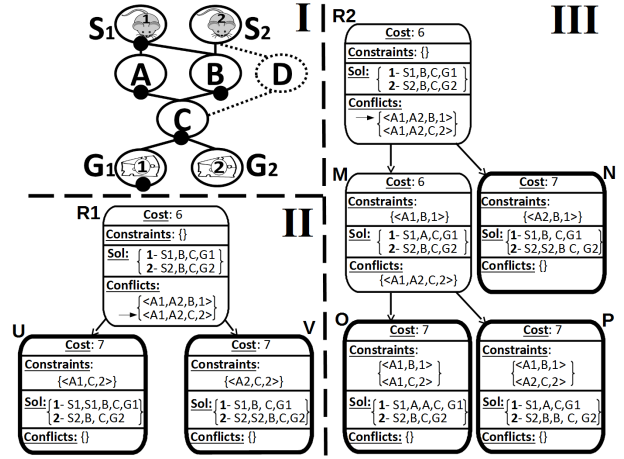 I
1
2
S1
S2
A
B
D
C
G1
1
2
G2
II
R1
Cost: 6
Constraints: {}
Sol: { 1- S1,B,C,G1
2- S2,B,C,G2 }
Conflicts:
{<A1,A2,B,1>
<A1,A2,C,2>}
U
Cost: 7
Constraints:
{<A1,C,2>}
Sol: { 1- S1,S1,B,C,G1
2- S2,B,C,G2 }
Conflicts: {}
V
Cost: 7
Constraints:
{<A2,C,2>}
Sol: { 1- S1,B, C,G1
2- S2,S2,B,C,G2 }
Conflicts: {}
III
R2
Cost: 6
Constraints: {}
Sol: { 1- S1,B,C,G1
2- S2,B,C,G2 }
Conflicts:
{<A1,A2,B,1>
<A1,A2,C,2>}
M
Cost: 6
Constraints:
{<A1,B,1>}
Sol: { 1- S1,A,C,G1
2- S2,B,C,G2 }
Conflicts:
{<A1,A2,C,2>}
N
Cost: 7
Constraints:
{<A2,B,1>}
Sol: { 1- S1,B, C,G1
2- S2,S2,B C, G2 }
Conflicts: {}
O
Cost: 7
Constraints:
{ <A1,B,1>
<A1,C,2> }
Sol: { 1- S1,A,A,C, G1
2- S2,B,C,G2 }
Conflicts: {}
P
Cost: 7
Constraints:
{ <A1,B,1>
<A2,C,2> }
Sol: { 1- S1,A,C,G1
2- S2,B,B, C, G2 }
Conflicts: {}